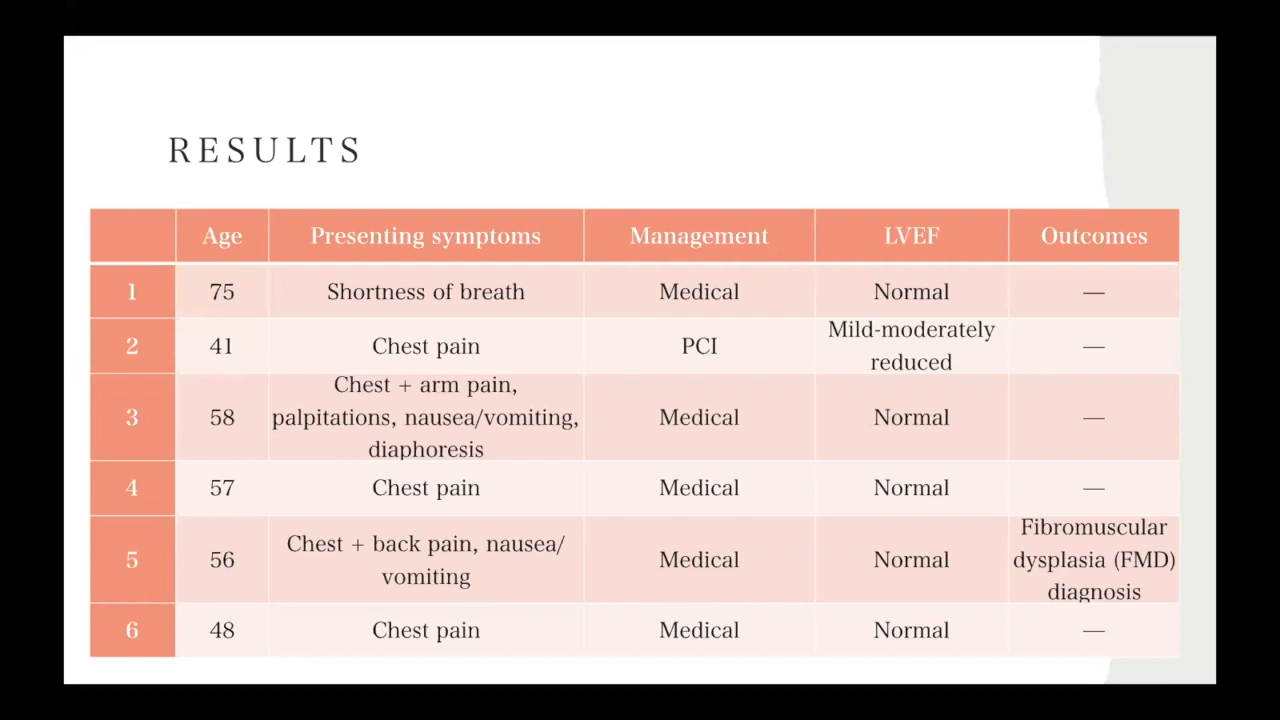 RESULTS
Age Presenting symptoms Management LVEF Outcomes
1 75 Shortness of breath Medical Normal —
2 41 Chest pain PCI Mild-moderately
reduced —
3 58 Chest + arm pain,
palpitations, nausea/vomiting,
diaphoresis Medical Normal —
4 57 Chest pain Medical Normal —
5 56 Chest + back pain, nausea/
vomiting Medical Normal Fibromuscular
dysplasia (FMD)
diagnosis
6 48 Chest pain Medical Normal —